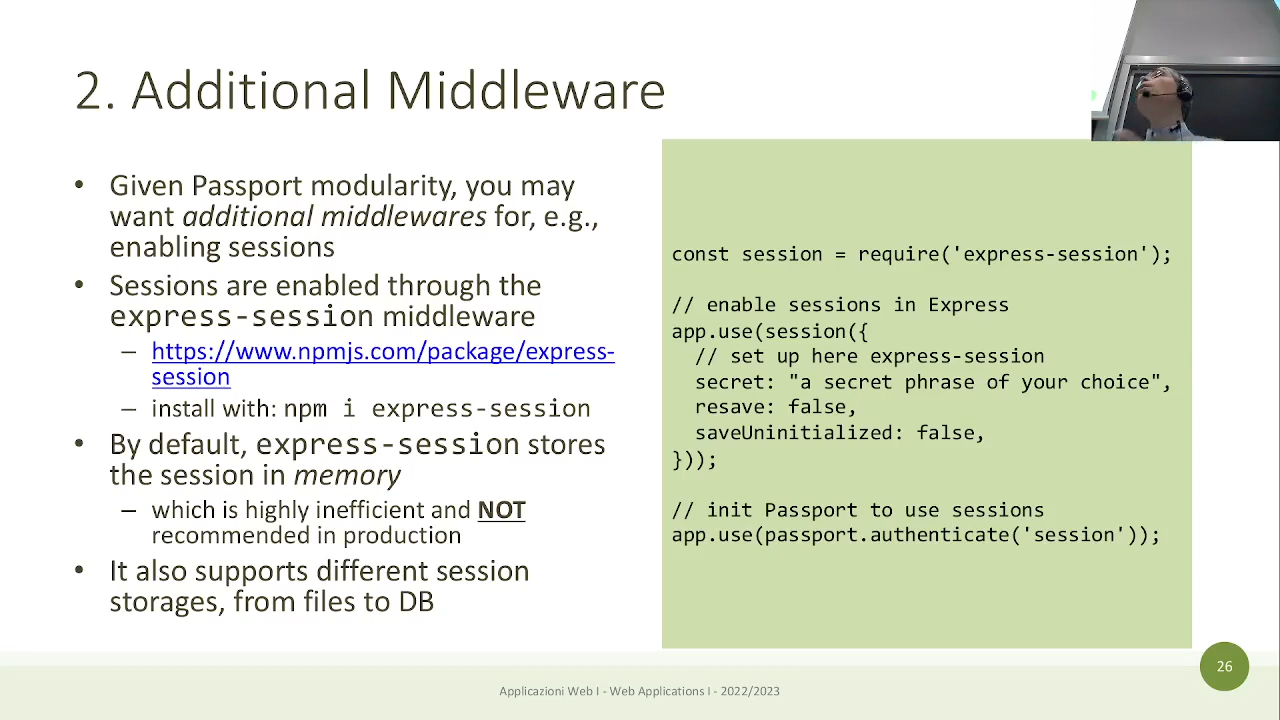 2. Additional Middleware
• Given Passport modularity, you may
want additional middlewares for, e.g.,
enabling sessions
• Sessions are enabled through the
express-session middleware
– https://www.npmjs.com/package/express-
session
– install with: npm i express-session
• By default, express-session stores
the session in memory
– which is highly inefficient and NOT
recommended in production
• It also supports different session
storages, from files to DB
const session = require('express-session');
// enable sessions in Express
app.use(session({
  // set up here express-session
  secret: "a secret phrase of your choice",
  resave: false,
  saveUninitialized: false,
}));
// init Passport to use sessions
app.use(passport.authenticate('session'));
Applicazioni Web I - Web Applications I - 2022/2023
26